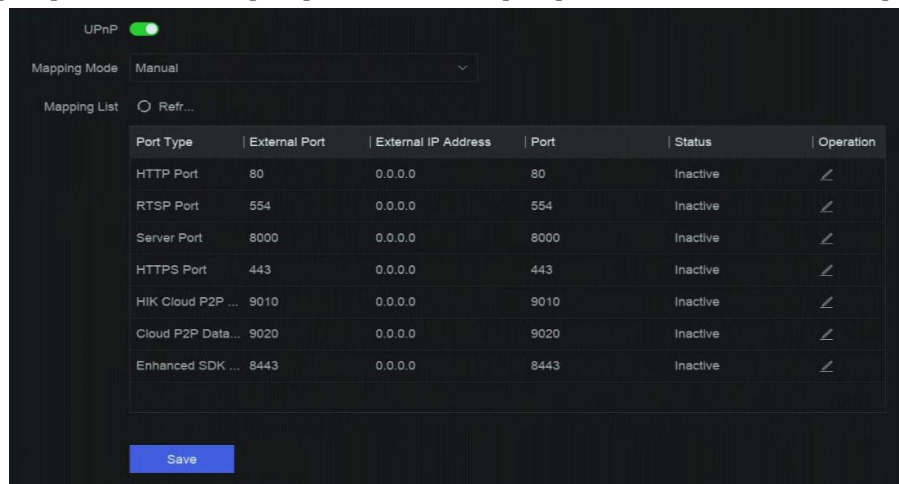 UPnP
Mapping Mode Manual
Mapping List Refr...
Port Type External Port External IP Address Port Status Operation
HTTP Port 80 0.0.0.0 80 Inactive
RTSP Port 554 0.0.0.0 554 Inactive
Server Port 8000 0.0.0.0 8000 Inactive
HTTPS Port 443 0.0.0.0 443 Inactive
HIK Cloud P2P ... 9010 0.0.0.0 9010 Inactive
Cloud P2P Data... 9020 0.0.0.0 9020 Inactive
Enhanced SDK ... 8443 0.0.0.0 8443 Inactive
Save